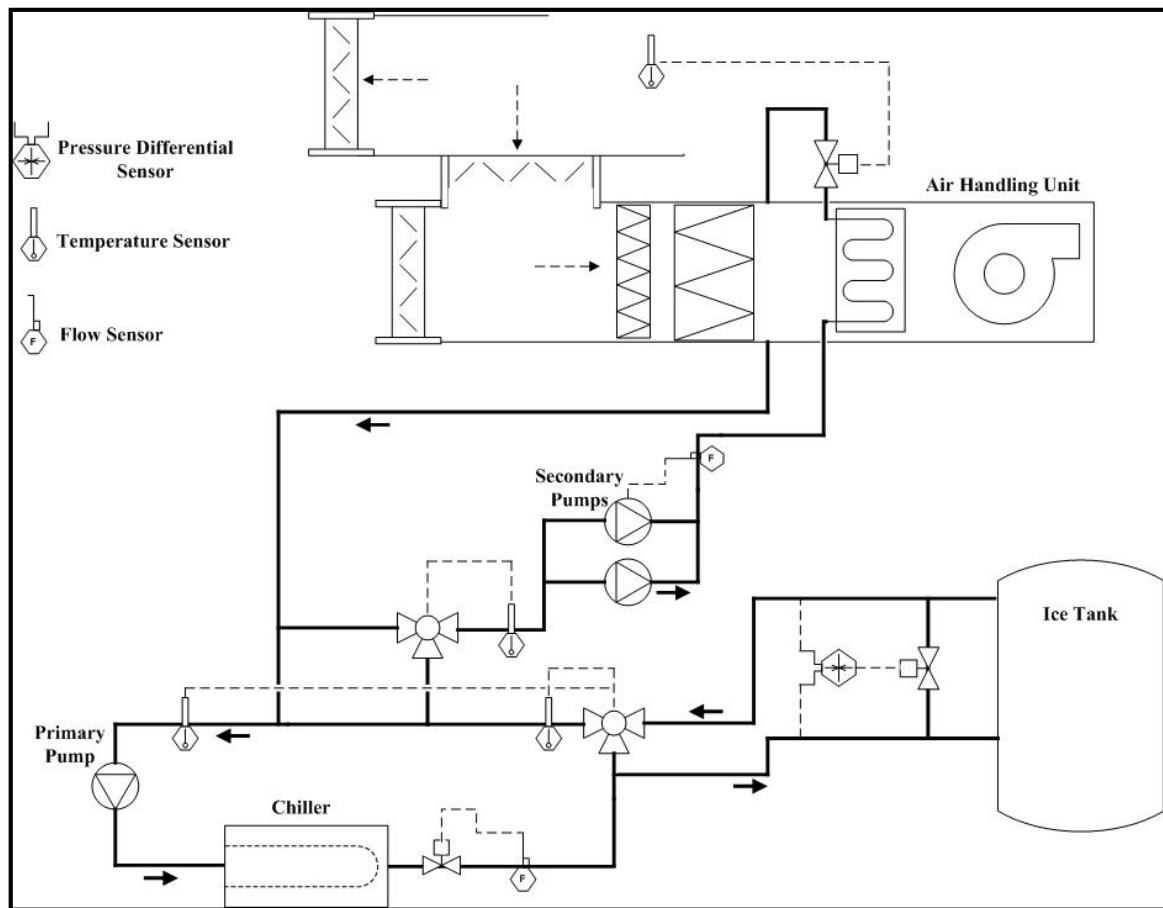 Pressure Differential
Sensor
Temperature Sensor
F
Flow Sensor
Air Handling Unit
F
Secondary
Pumps
Ice Tank
Primary
Pump
Chiller
F